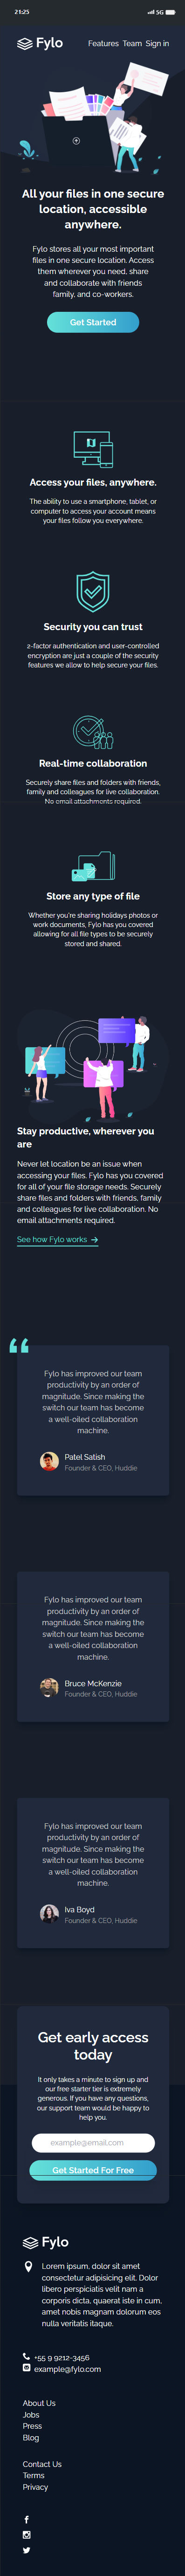 21:25
5G
Fylo
Features Team Sign in
All your files in one secure
location, accessible
anywhere.
Fylo stores all your most important
files in one secure location. Access
them wherever you need, share
and collaborate with friends
family, and co-workers.
Get Started
Access your files, anywhere.
The ability to use a smartphone, tablet, or
computer to access your account means
your files follow you everywhere.
Security you can trust
2-factor authentication and user-controlled
encryption are just a couple of the security
features we allow to help secure your files.
Real-time collaboration
Securely share files and folders with friends,
family and colleagues for live collaboration.
No email attachments required.
Store any type of file
Whether you're sharing holidays photos or
work documents, Fylo has you covered
allowing for all file types to be securely
stored and shared.
Stay productive, wherever you
are
Never let location be an issue when
accessing your files. Fylo has you covered
for all of your file storage needs. Securely
share files and folders with friends, family
and colleagues for live collaboration. No
email attachments required.
See how Fylo works →
Fylo has improved our team
productivity by an order of
magnitude. Since making the
switch our team has become
a well-oiled collaboration
machine.
Patel Satish
Founder & CEO, Huddle
Fylo has improved our team
productivity by an order of
magnitude. Since making the
switch our team has become
a well-oiled collaboration
machine.
Bruce McKenzie
Founder & CEO, Huddle
Fylo has improved our team
productivity by an order of
magnitude. Since making the
switch our team has become
a well-oiled collaboration
machine.
Iva Boyd
Founder & CEO, Huddle
Get early access
today
It only takes a minute to sign up and
our free starter tier is extremely
generous. If you have any questions,
our support team would be happy to
help you.
example@email.com
Get Started For Free
Fylo
Lorem ipsum, dolor sit amet
consectetur adipisicing elit. Dolor
libero perspiciatis velit nam a
corporis dicta, quaerat iste in cum,
amet nobis magnam dolorum eos
nulla veritatis itaque.
+55 9 9212-3456
example@fylo.com
About Us
Jobs
Press
Blog
Contact Us
Terms
Privacy